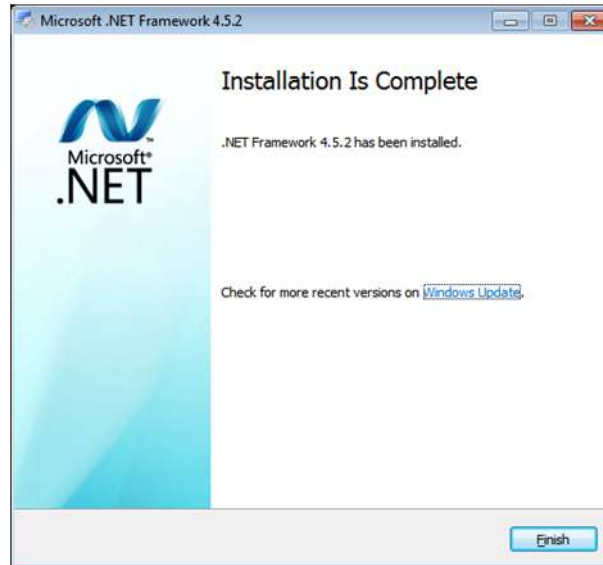 Microsoft .NET Framework 4.5.2
Installation Is Complete
.NET Framework 4.5.2 has been installed.
Microsoft®
.NET™
Check for more recent versions on Windows Update.
Finish